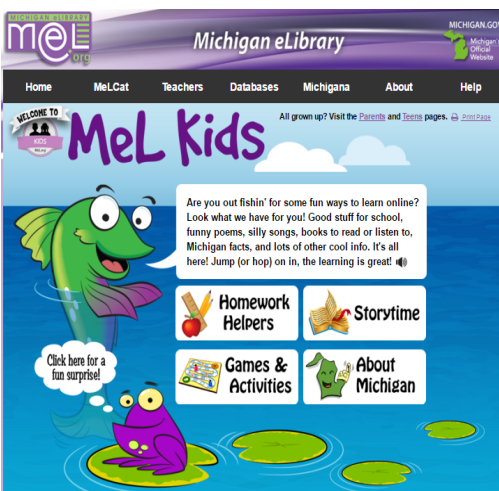 MICHIGAN eLIBRARY
meL
.org
Michigan eLibrary
MICHIGAN.GOV
Michigan's
Official
Website
Home MeLCat Teachers Databases Michigana About Help
WELCOME TO
KIDS
MeL Kids
All grown up? Visit the Parents and Teens pages. Print Page
Are you out fishin' for some fun ways to learn online?
Look what we have for you! Good stuff for school,
funny poems, silly songs, books to read or listen to,
Michigan facts, and lots of other cool info. It's all
here! Jump (or hop) on in, the learning is great!
Homework
Helpers
Storytime
Games &
Activities
About
Michigan
Click here for a
fun surprise!